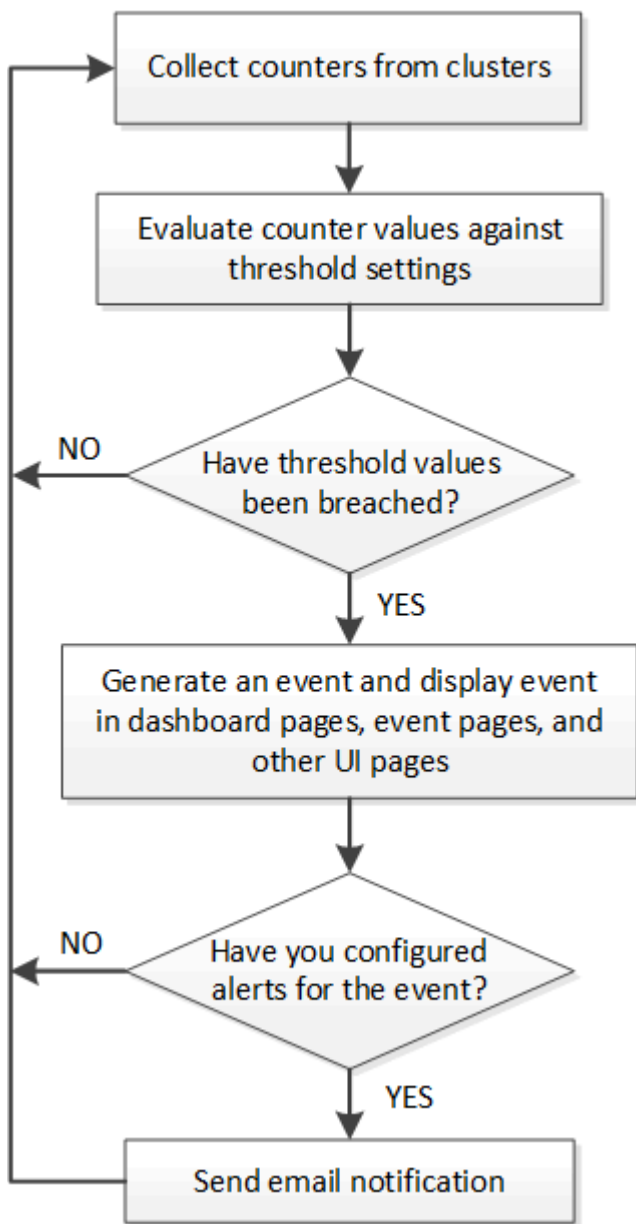 Collect counters from clusters
Evaluate counter values against
threshold settings
NO
Have threshold values
been breached?
YES
Generate an event and display event
in dashboard pages, event pages, and
other UI pages
NO
Have you configured
alerts for the event?
YES
Send email notification